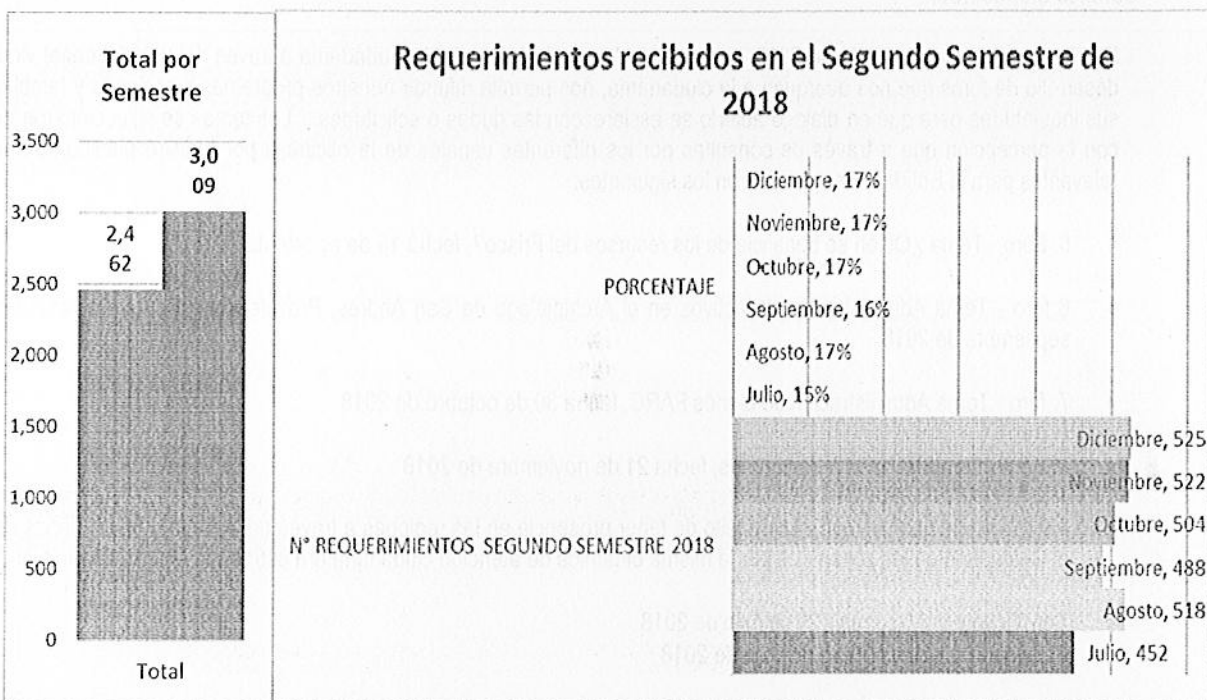 Total por
Semestre
3,500
3,000
2,500
2,000
1,500
1,000
500
0
3,0
09
2,4
62
Total
Requerimientos recibidos en el Segundo Semestre de
2018
PORCENTAJE
Diciembre, 17%
Noviembre, 17%
Octubre, 17%
Septiembre, 16%
Agosto, 17%
Julio, 15%
N° REQUERIMIENTOS SEGUNDO SEMESTRE 2018
Diciembre, 525
Noviembre, 522
Octubre, 504
Septiembre, 488
Agosto, 518
Julio, 452